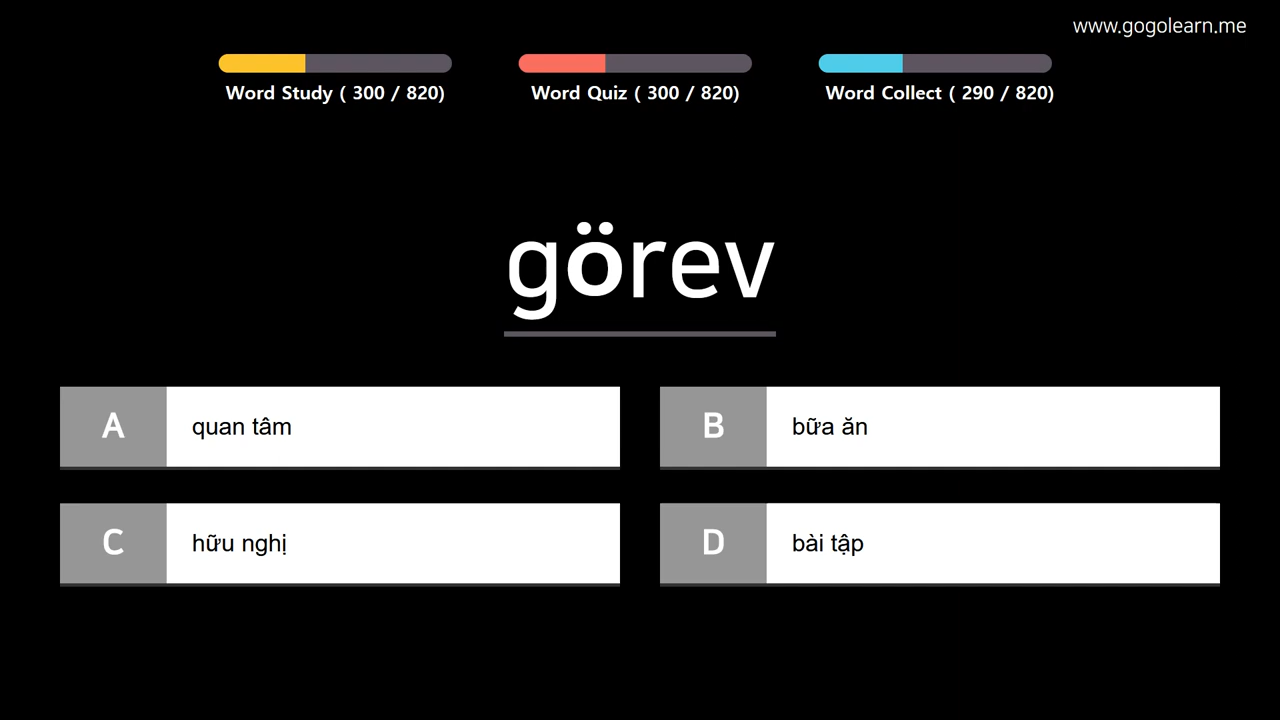 www.gogolearn.me
Word Study ( 300 / 820)
Word Quiz ( 300 / 820)
Word Collect ( 290 / 820)
görev
A quan tâm
B bữa ăn
C hữu nghị
D bài tập